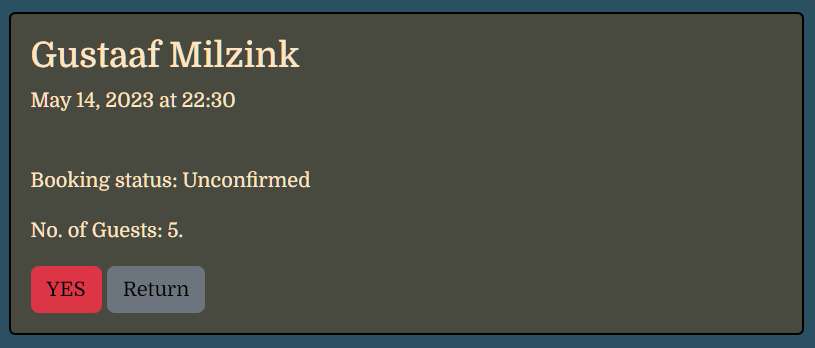 Gustaaf Milzink
May 14, 2023 at 22:30
Booking status: Unconfirmed
No. of Guests: 5.
YES Return